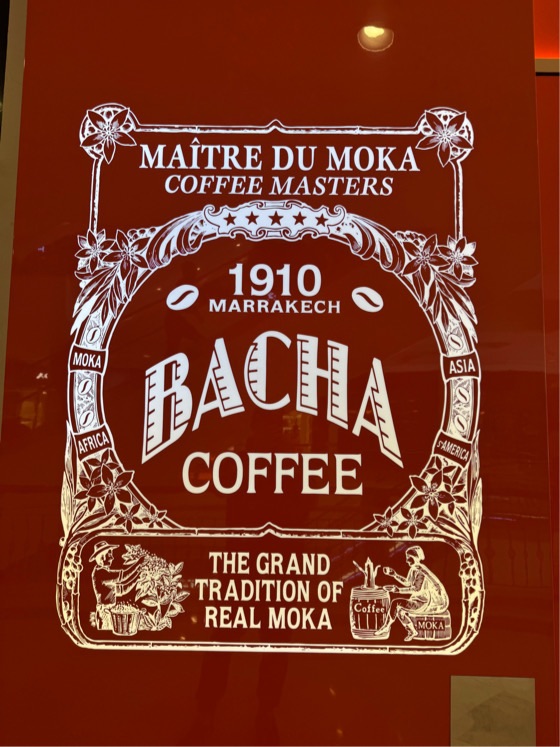 MAÎTRE DU MOKA
COFFEE MASTERS
1910
MARRAKECH
BACHA
COFFEE
MOKA
AFRICA
ASIA
S.AMERICA
THE GRAND
TRADITION OF
REAL MOKA
Coffee
MOKA